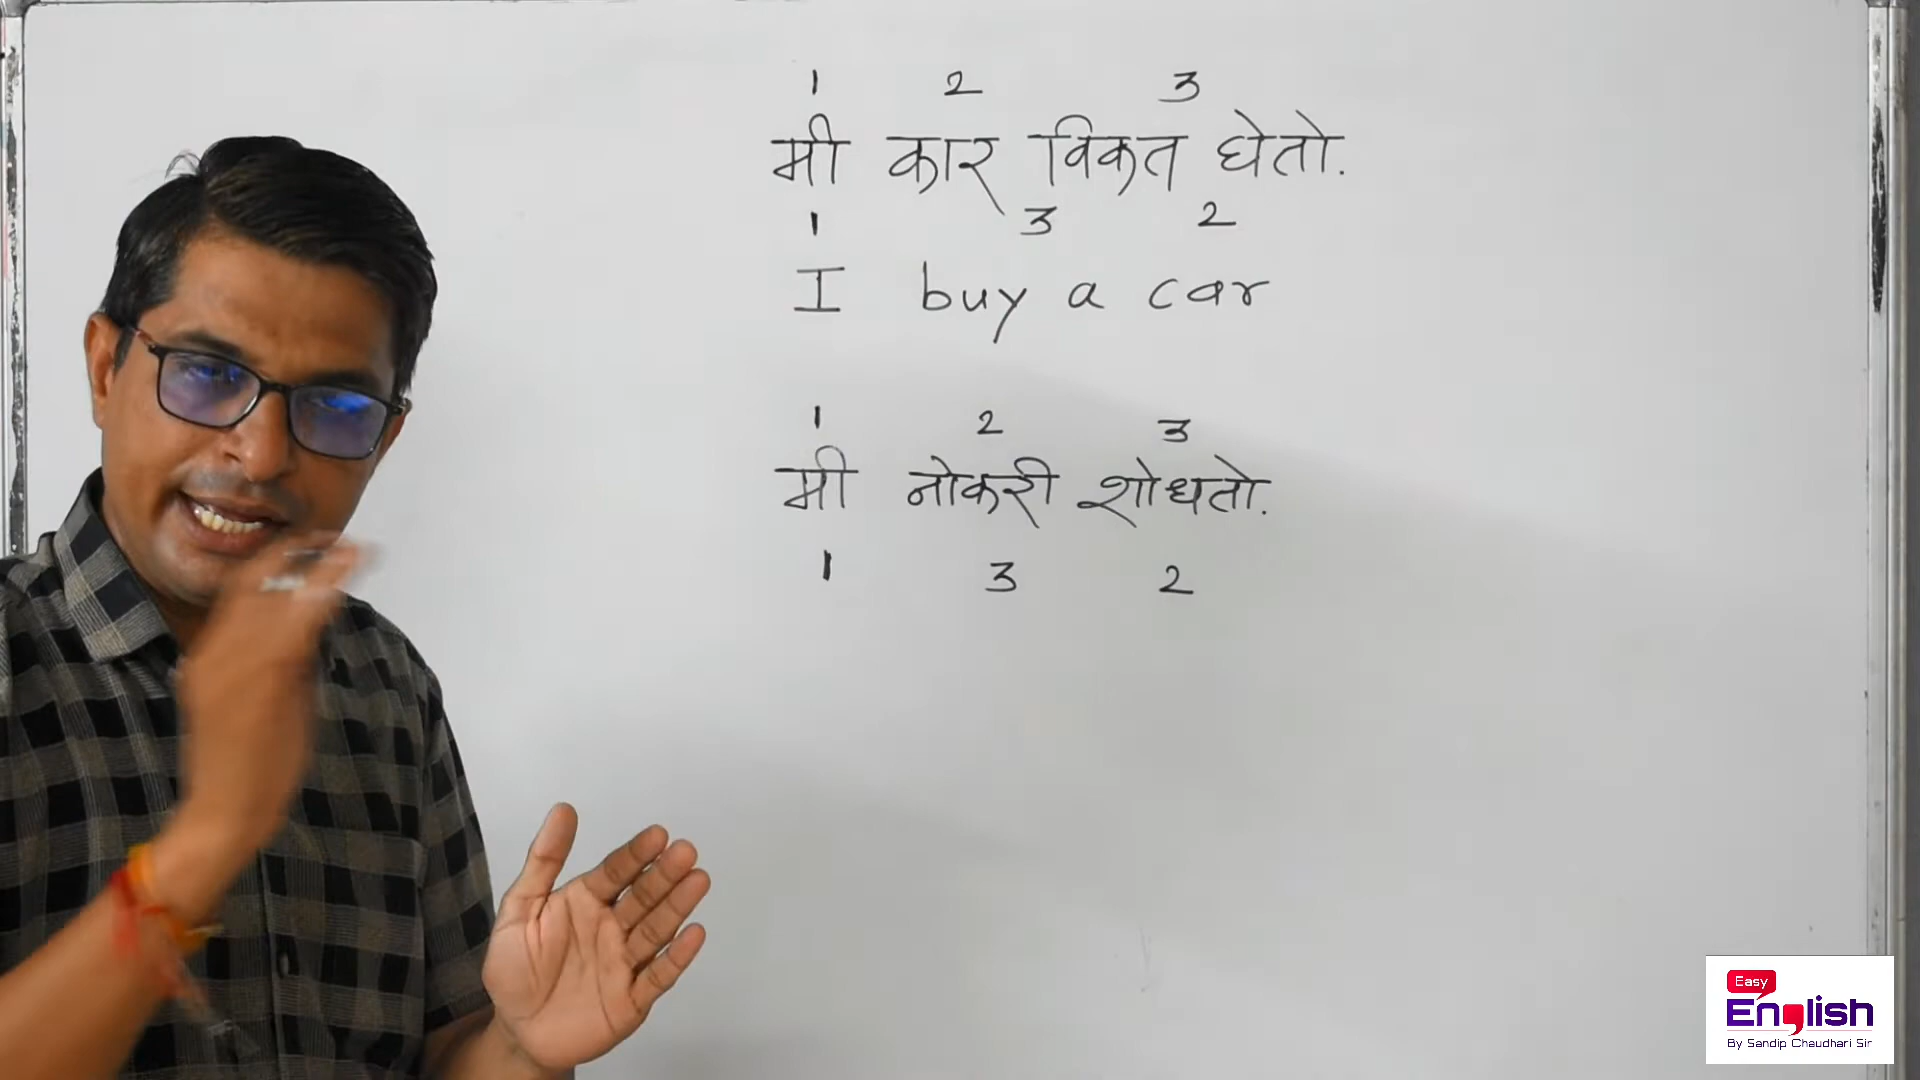 1 2 3
मी कार विकत घेतो.
1 3 2
I buy a car
1 2 3
मी नोकरी शोधतो.
1 3 2
Easy
English
By Sandip Chaudhari Sir